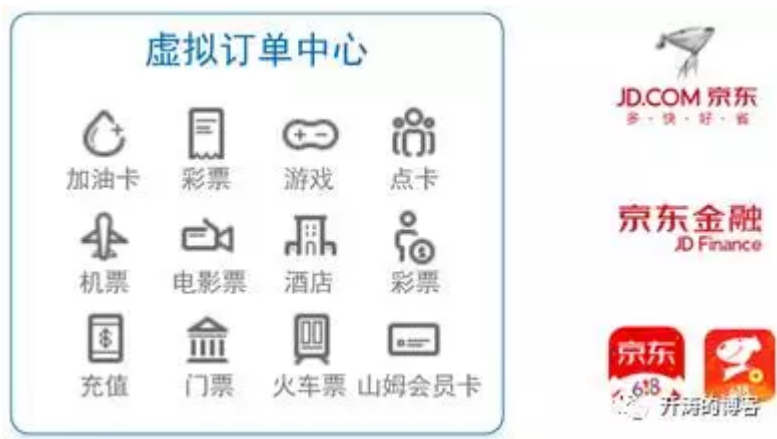 虚拟订单中心
加油卡 彩票 游戏 点卡
机票 电影票 酒店 彩票
充值 门票 火车票 山姆会员卡
JD.COM 京东
多·快·好·省
京东金融
JD Finance
京东
618
开涛的博客